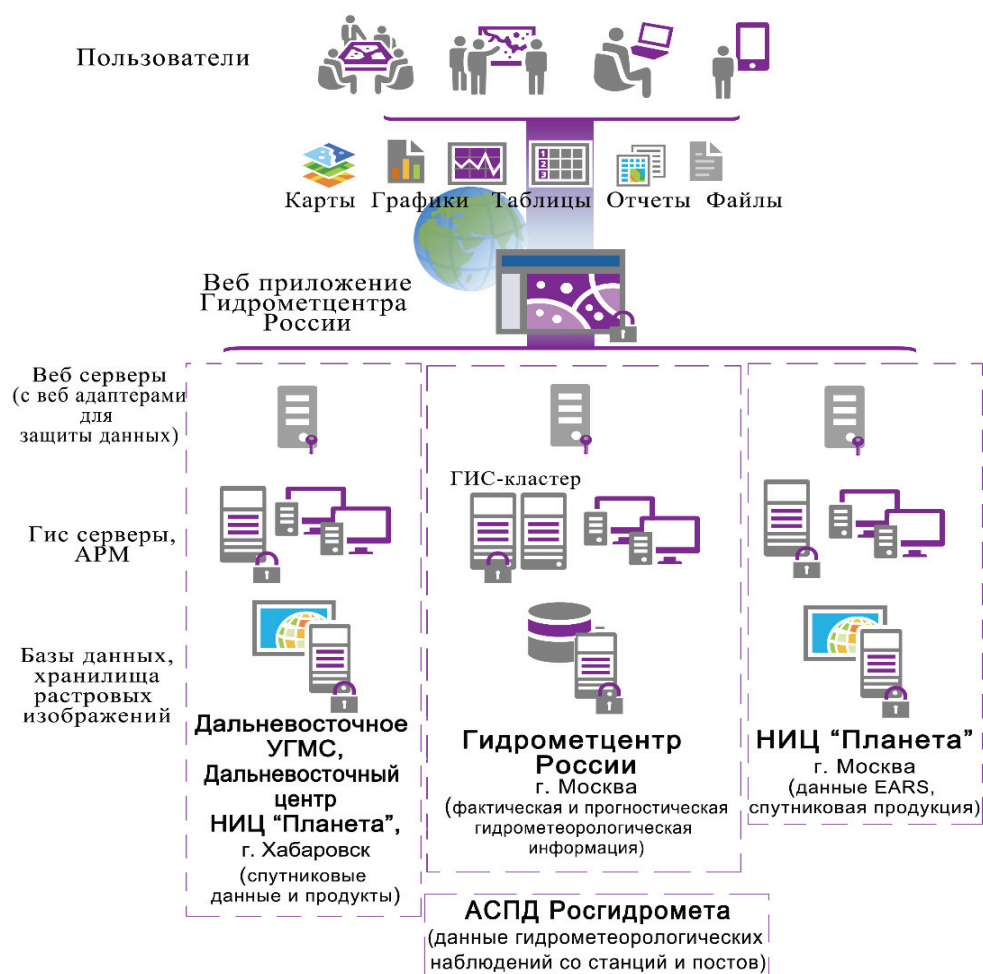 Пользователи
Карты Графики Таблицы Отчеты Файлы
Веб приложение
Гидрометцентра
России
Веб серверы
(с веб адаптерами
для
защиты данных)
ГИС-кластер
Гис серверы,
АРМ
Базы данных,
хранилища
растровых
изображений
Дальневосточное
УГМС,
Дальневосточный
центр
НИЦ “Планета”,
г. Хабаровск
(спутниковые
данные и продукты)
Гидрометцентр
России
г. Москва
(фактическая и прогностическая
гидрометеорологическая
информация)
НИЦ “Планета”
г. Москва
(данные EARS,
спутниковая продукция)
АСПД Росгидромета
(данные гидрометеорологических
наблюдений со станций и постов)
1
2
3